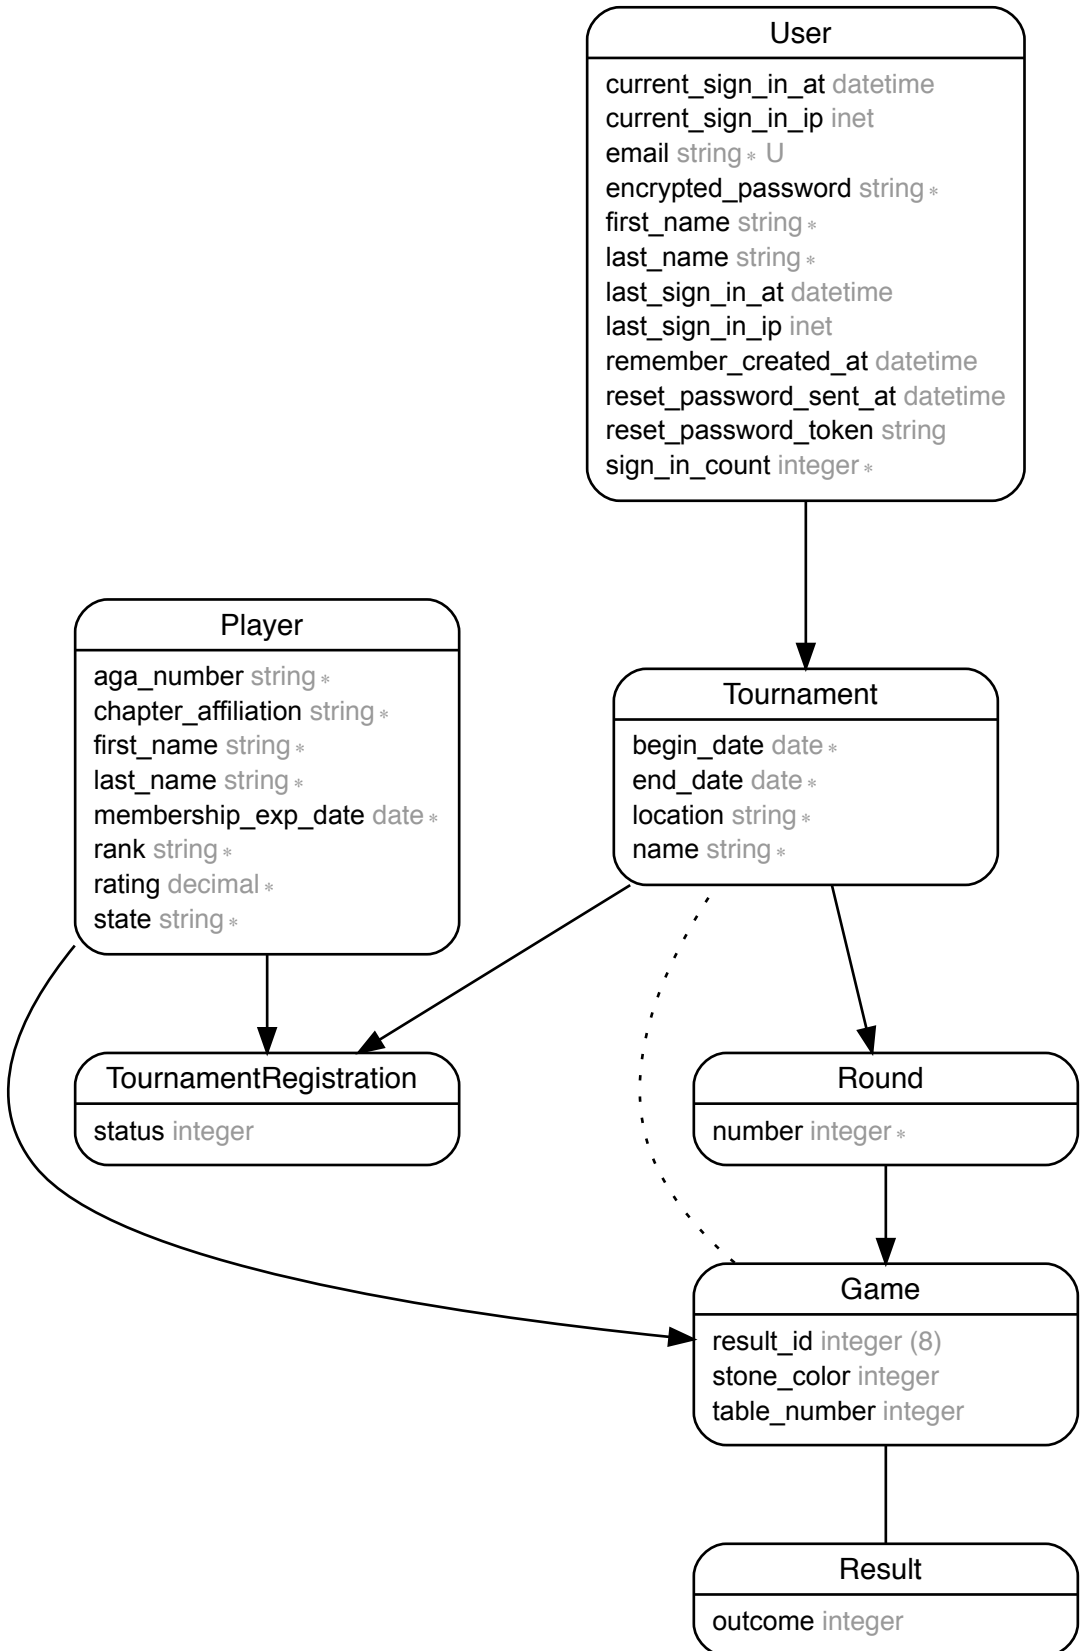 User
current_sign_in_at datetime
current_sign_in_ip inet
email string * U
encrypted_password string *
first_name string *
last_name string *
last_sign_in_at datetime
last_sign_in_ip inet
remember_created_at datetime
reset_password_sent_at datetime
reset_password_token string
sign_in_count integer *
Player
aga_number string *
chapter_affiliation string *
first_name string *
last_name string *
membership_exp_date date *
rank string *
rating decimal *
state string *
Tournament
begin_date date *
end_date date *
location string *
name string *
TournamentRegistration
status integer
Round
number integer *
Game
result_id integer (8)
stone_color integer
table_number integer
Result
outcome integer